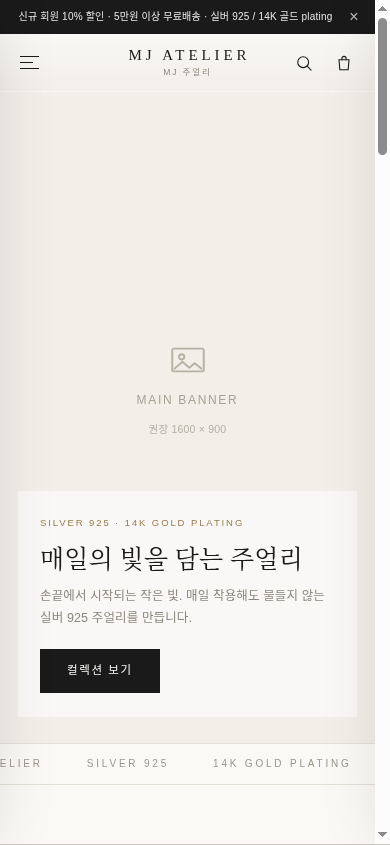 신규 회원 10% 할인 · 5만원 이상 무료배송 · 실버 925 / 14K 골드 plating ×
MJ ATELIER
MJ 주얼리
MAIN BANNER
권장 1600 × 900
SILVER 925 · 14K GOLD PLATING
매일의 빛을 담는 주얼리
손끝에서 시작되는 작은 빛. 매일 착용해도 물들지 않는
실버 925 주얼리를 만듭니다.
컬렉션 보기
ELIER SILVER 925 14K GOLD PLATING